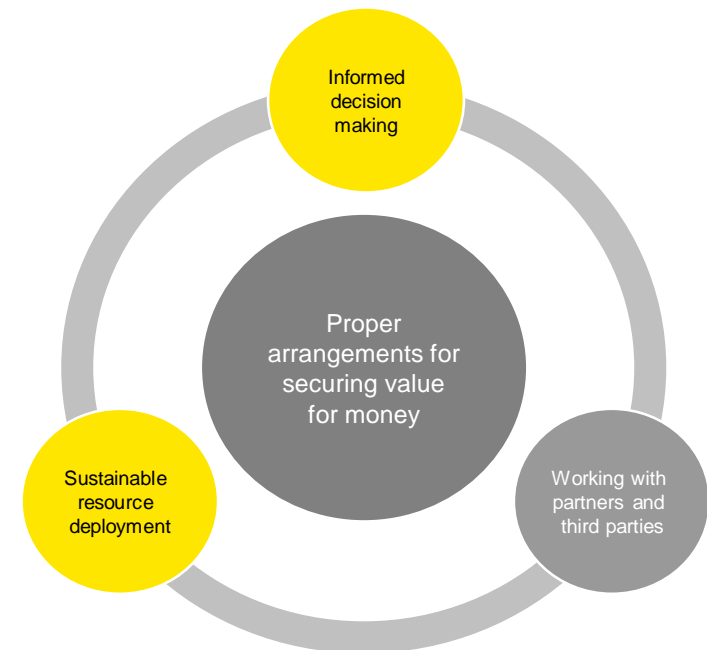 Informed
decision
making
Proper
arrangements for
securing value
for money
Sustainable
resource
deployment
Working with
partners and
third parties